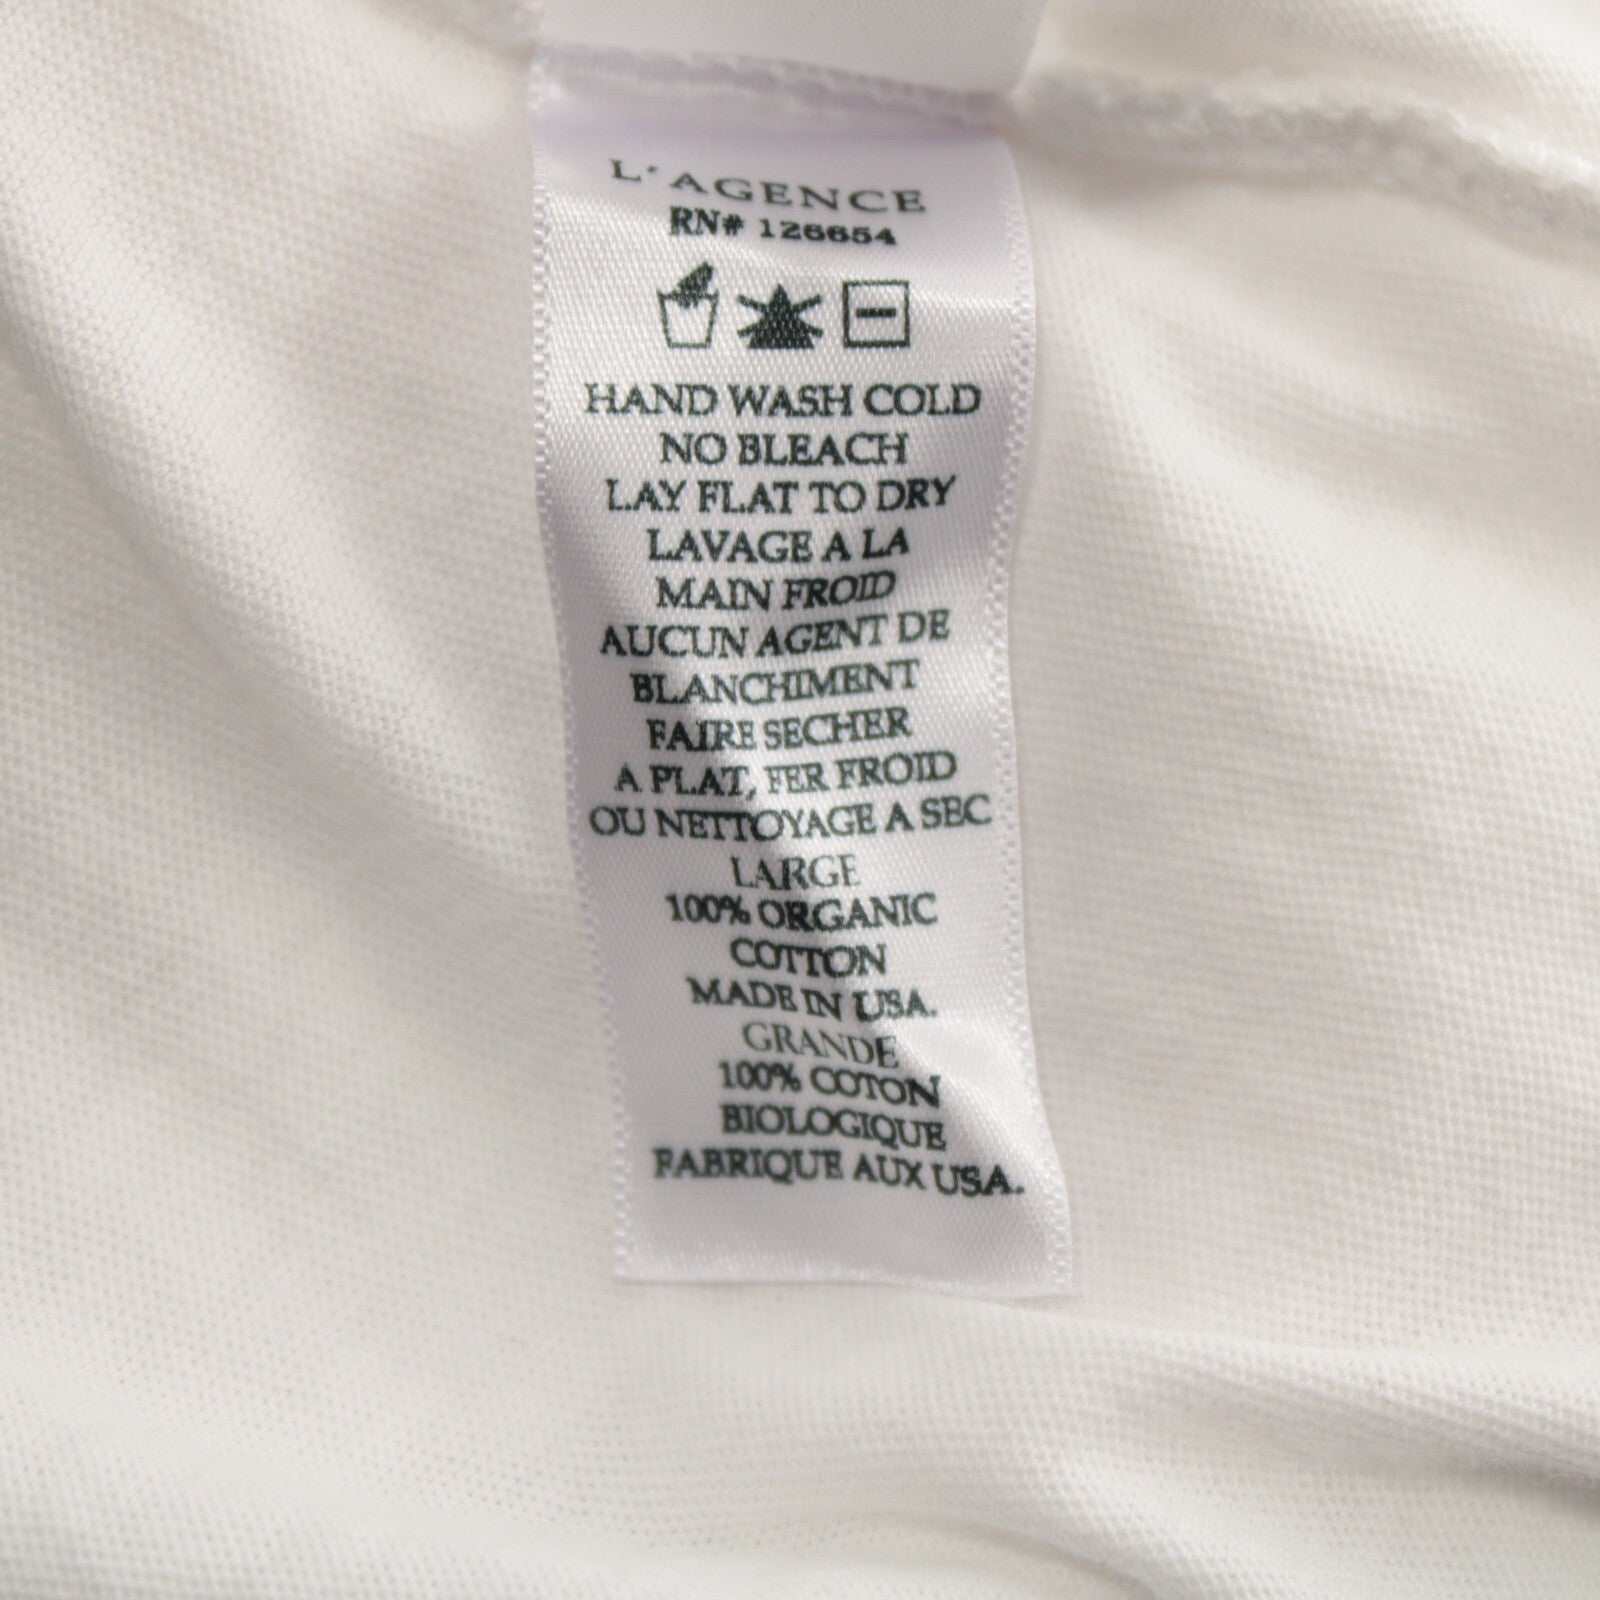 L'AGENCE
RN# 126654
HAND WASH COLD
NO BLEACH
LAY FLAT TO DRY
LAVAGE A LA
MAIN FROID
AUCUN AGENT DE
BLANCHIMENT
FAIRE SECHER
A PLAT, FER FROID
OU NETTOYAGE A SEC
LARGE
100% ORGANIC
COTTON
MADE IN USA.
GRANDE
100% COTON
BIOLOGIQUE
FABRIQUE AUX USA.